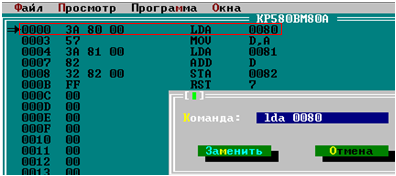 Файл Просмотр Программа Окна
КР580ВМ80А
0000 3A 80 00 LDA 0080
0003 57 MOV D,A
0004 3A 81 00 LDA 0081
0007 82 ADD D
0008 32 82 00 STA 0082
000B FF RST 7
000C 00
000D 00
000E 00
000F 00
0010 00
0011 00
0012 00
0013 00
Команда: lda 0080
Заменить Отмена